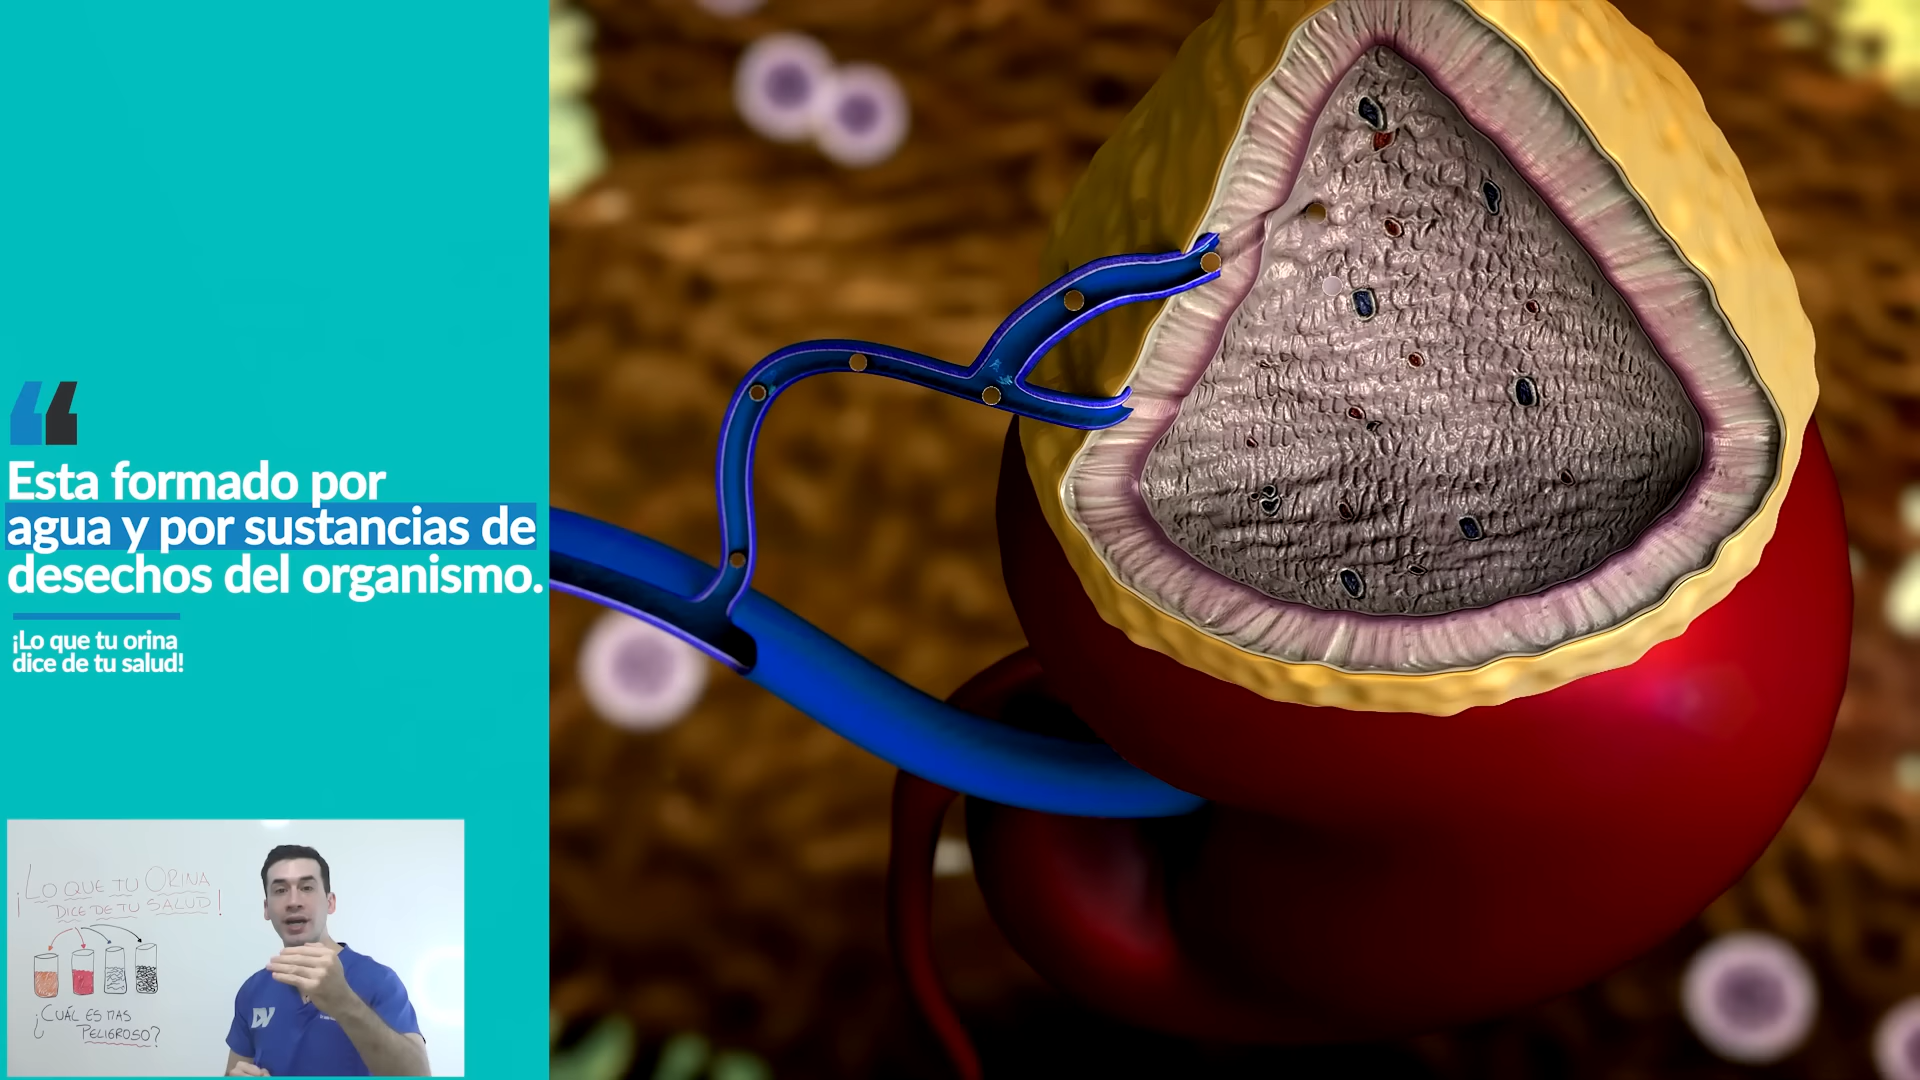 Esta formado por
agua y por sustancias de
desechos del organismo.
¡Lo que tu orina
dice de tu salud!
¡LO QUE TU ORINA
DICE DE TU SALUD!
¿CUÁL ES MAS
PELIGROSO?
DV